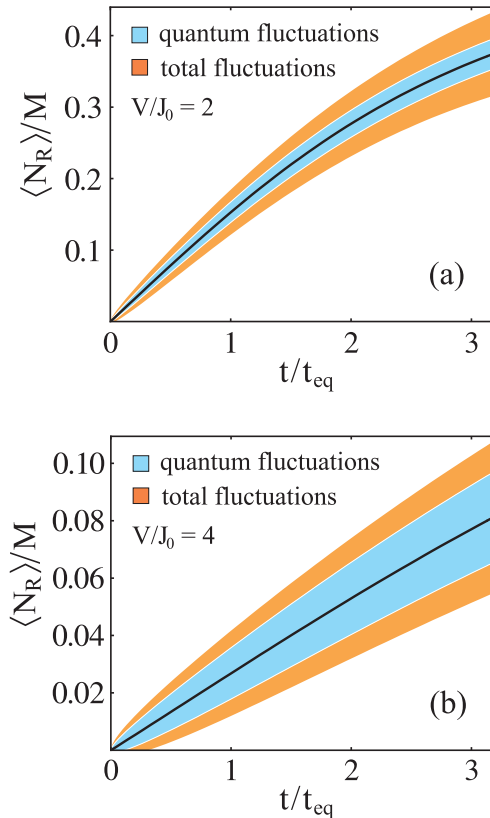 0.4
0.3
0.2
0.1
⟨N_R⟩/M
quantum fluctuations
total fluctuations
V/J₀ = 2
(a)
0 1 2 3
t/t_eq
0.10
0.08
0.06
0.04
0.02
⟨N_R⟩/M
quantum fluctuations
total fluctuations
V/J₀ = 4
(b)
0 1 2 3
t/t_eq